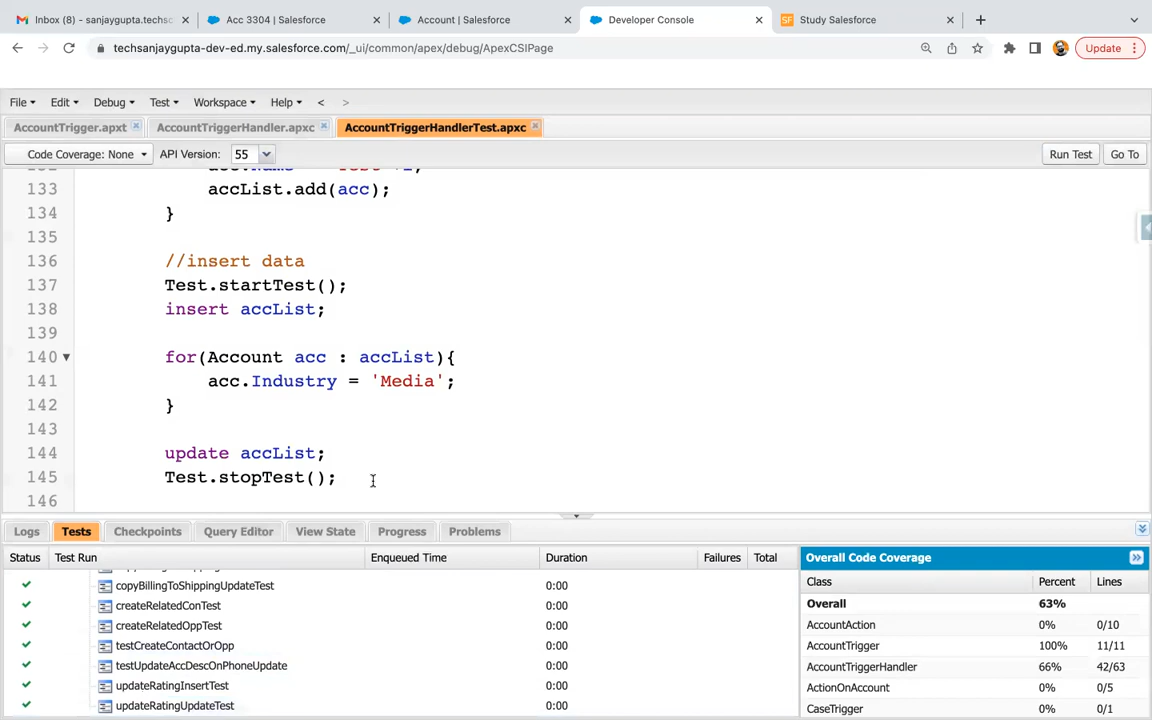 Inbox (9) - sanjaygupta.techsc
Acc 3304 | Salesforce
Account | Salesforce
Developer Console
Study Salesforce
techsanjaygupta-dev-ed.my.salesforce.com/_ui/common/apex/debug/ApexCSIPage
Update
File Edit Debug Test Workspace Help < >
AccountTrigger.apxt
AccountTriggerHandler.apxc
AccountTriggerHandlerTest.apxc
Code Coverage: None API Version: 55 Run Test Go To
133 accList.add(acc);
134 }
135
136 //insert data
137 Test.startTest();
138 insert accList;
139
140 for(Account acc : accList){
141 acc.Industry = 'Media';
142 }
143
144 update accList;
145 Test.stopTest();
146
Logs Tests Checkpoints Query Editor View State Progress Problems
Status Test Run Enqueued Time Duration Failures Total
copyBillingToShippingUpdateTest 0:00
createRelatedConTest 0:00
createRelatedOppTest 0:00
testCreateContactOrOpp 0:00
testUpdateAccDescOnPhoneUpdate 0:00
updateRatingInsertTest 0:00
updateRatingUpdateTest 0:00
Overall Code Coverage
Class Percent Lines
Overall 63%
AccountAction 0% 0/10
AccountTrigger 100% 11/11
AccountTriggerHandler 66% 42/63
ActionOnAccount 0% 0/5
CaseTrigger 0% 0/1